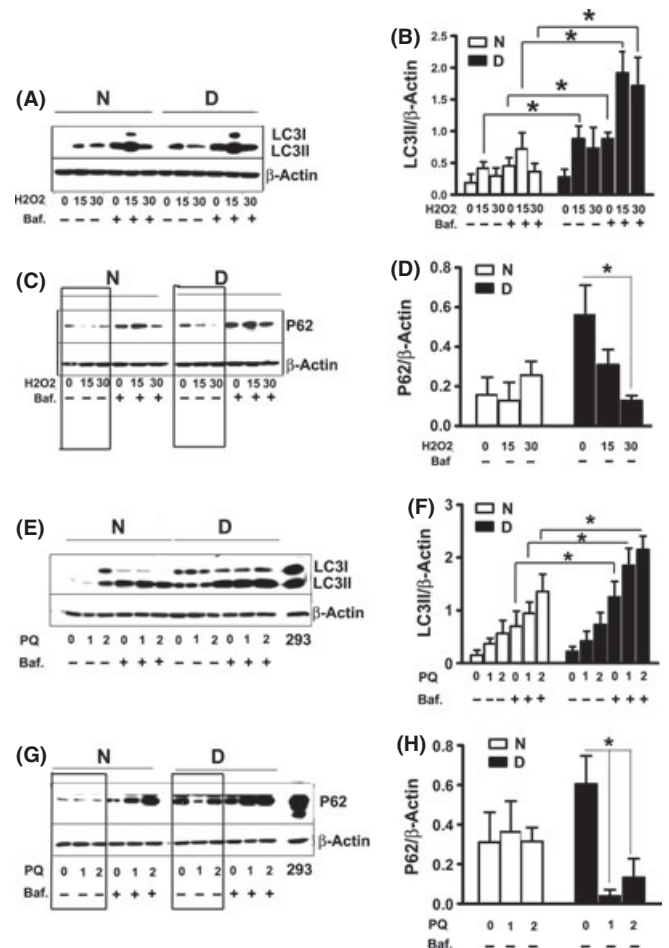 (A)
N D
LC3I
LC3II
β-Actin
H2O2 0 15 30 0 15 30 0 15 30 0 15 30
Baf. – – – + + + – – – + + +
(B)
N
D
LC3II/β-Actin
2.5
2.0
1.5
1.0
0.5
0.0
* * * *
H2O2 0 15 30 0 15 30 0 15 30 0 15 30
Baf. – – – + + + – – – + + +
(C)
N D
P62
β-Actin
H2O2 0 15 30 0 15 30 0 15 30 0 15 30
Baf. – – – + + + – – – + + +
(D)
N
D
P62/β-Actin
0.8
0.6
0.4
0.2
0.0
*
H2O2 0 15 30 0 15 30
Baf – – – – – –
(E)
N D
LC3I
LC3II
β-Actin
PQ 0 1 2 0 1 2 0 1 2 0 1 2 293
Baf. – – – + + + – – – + + +
(F)
N
D
LC3II/β-Actin
3
2
1
0
* * *
PQ 0 1 2 0 1 2 0 1 2 0 1 2
Baf. – – – + + + – – – + + +
(G)
N D
P62
β-Actin
PQ 0 1 2 0 1 2 0 1 2 0 1 2 293
Baf. – – – + + + – – – + + +
(H)
N
D
P62/β-Actin
0.8
0.6
0.4
0.2
0.0
*
PQ 0 1 2 0 1 2
Baf. – – – – – –